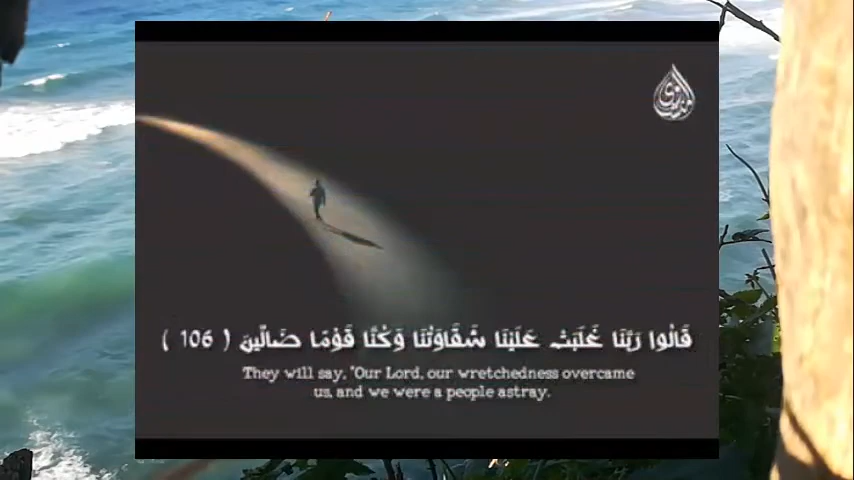 قَالُوا رَبَّنَا غَلَبَتْ عَلَيْنَا شَقَاوَتُنَا وَكُنَّا قَوْمًا ضَالِّينَ ( 106 )
They will say, "Our Lord, our wretchedness overcame
us, and we were a people astray.